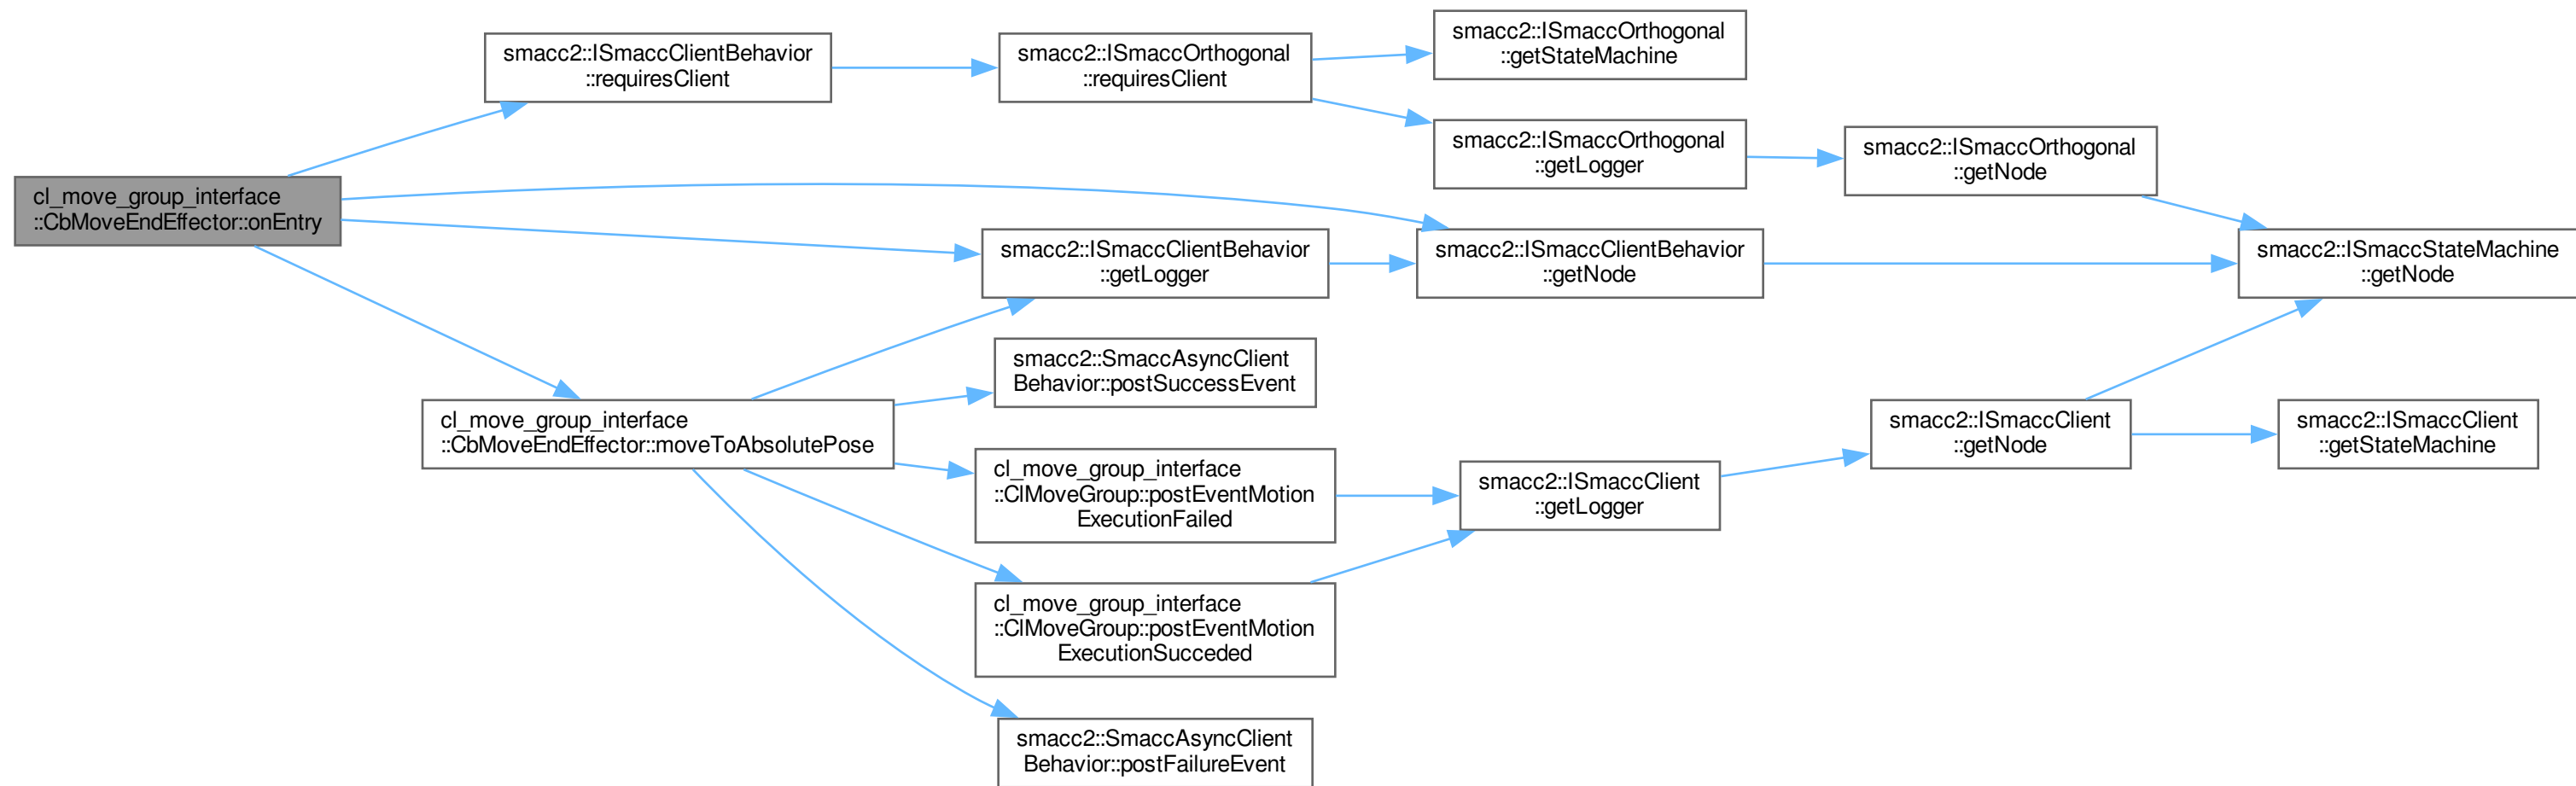 cl_move_group_interface
::CbMoveEndEffector::onEntry
smacc2::ISmaccClientBehavior
::requiresClient
smacc2::ISmaccOrthogonal
::requiresClient
smacc2::ISmaccOrthogonal
::getStateMachine
smacc2::ISmaccOrthogonal
::getLogger
smacc2::ISmaccOrthogonal
::getNode
smacc2::ISmaccClientBehavior
::getLogger
smacc2::ISmaccClientBehavior
::getNode
smacc2::ISmaccStateMachine
::getNode
cl_move_group_interface
::CbMoveEndEffector::moveToAbsolutePose
smacc2::SmaccAsyncClient
Behavior::postSuccessEvent
cl_move_group_interface
::ClMoveGroup::postEventMotion
ExecutionFailed
smacc2::ISmaccClient
::getLogger
smacc2::ISmaccClient
::getNode
smacc2::ISmaccClient
::getStateMachine
cl_move_group_interface
::ClMoveGroup::postEventMotion
ExecutionSucceded
smacc2::SmaccAsyncClient
Behavior::postFailureEvent